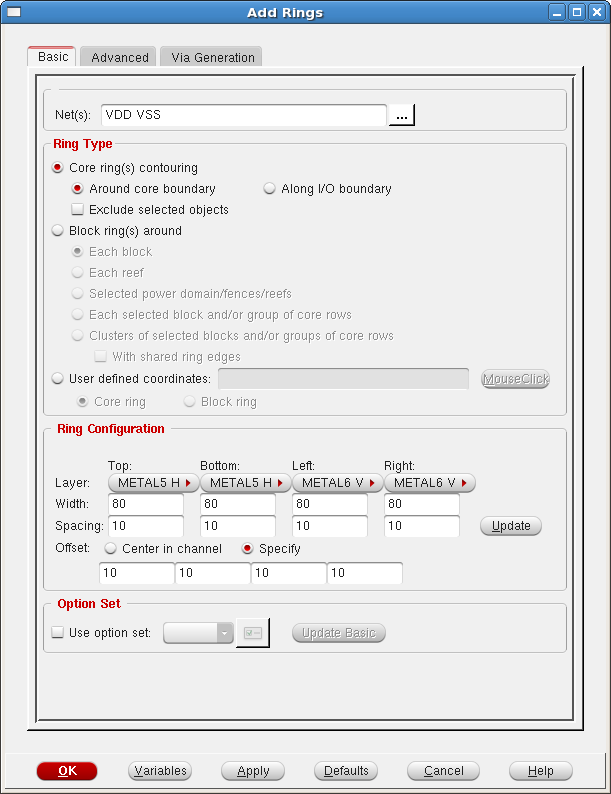 Add Rings
Basic Advanced Via Generation
Net(s): VDD VSS ...
Ring Type
Core ring(s) contouring
Around core boundary Along I/O boundary
Exclude selected objects
Block ring(s) around
Each block
Each reef
Selected power domain/fences/reefs
Each selected block and/or group of core rows
Clusters of selected blocks and/or groups of core rows
With shared ring edges
User defined coordinates: MouseClick
Core ring Block ring
Ring Configuration
Top: Bottom: Left: Right:
Layer: METAL5 H METAL5 H METAL6 V METAL6 V
Width: 80 80 80 80
Spacing: 10 10 10 10 Update
Offset: Center in channel Specify
10 10 10 10
Option Set
Use option set: Update Basic
OK Variables Apply Defaults Cancel Help